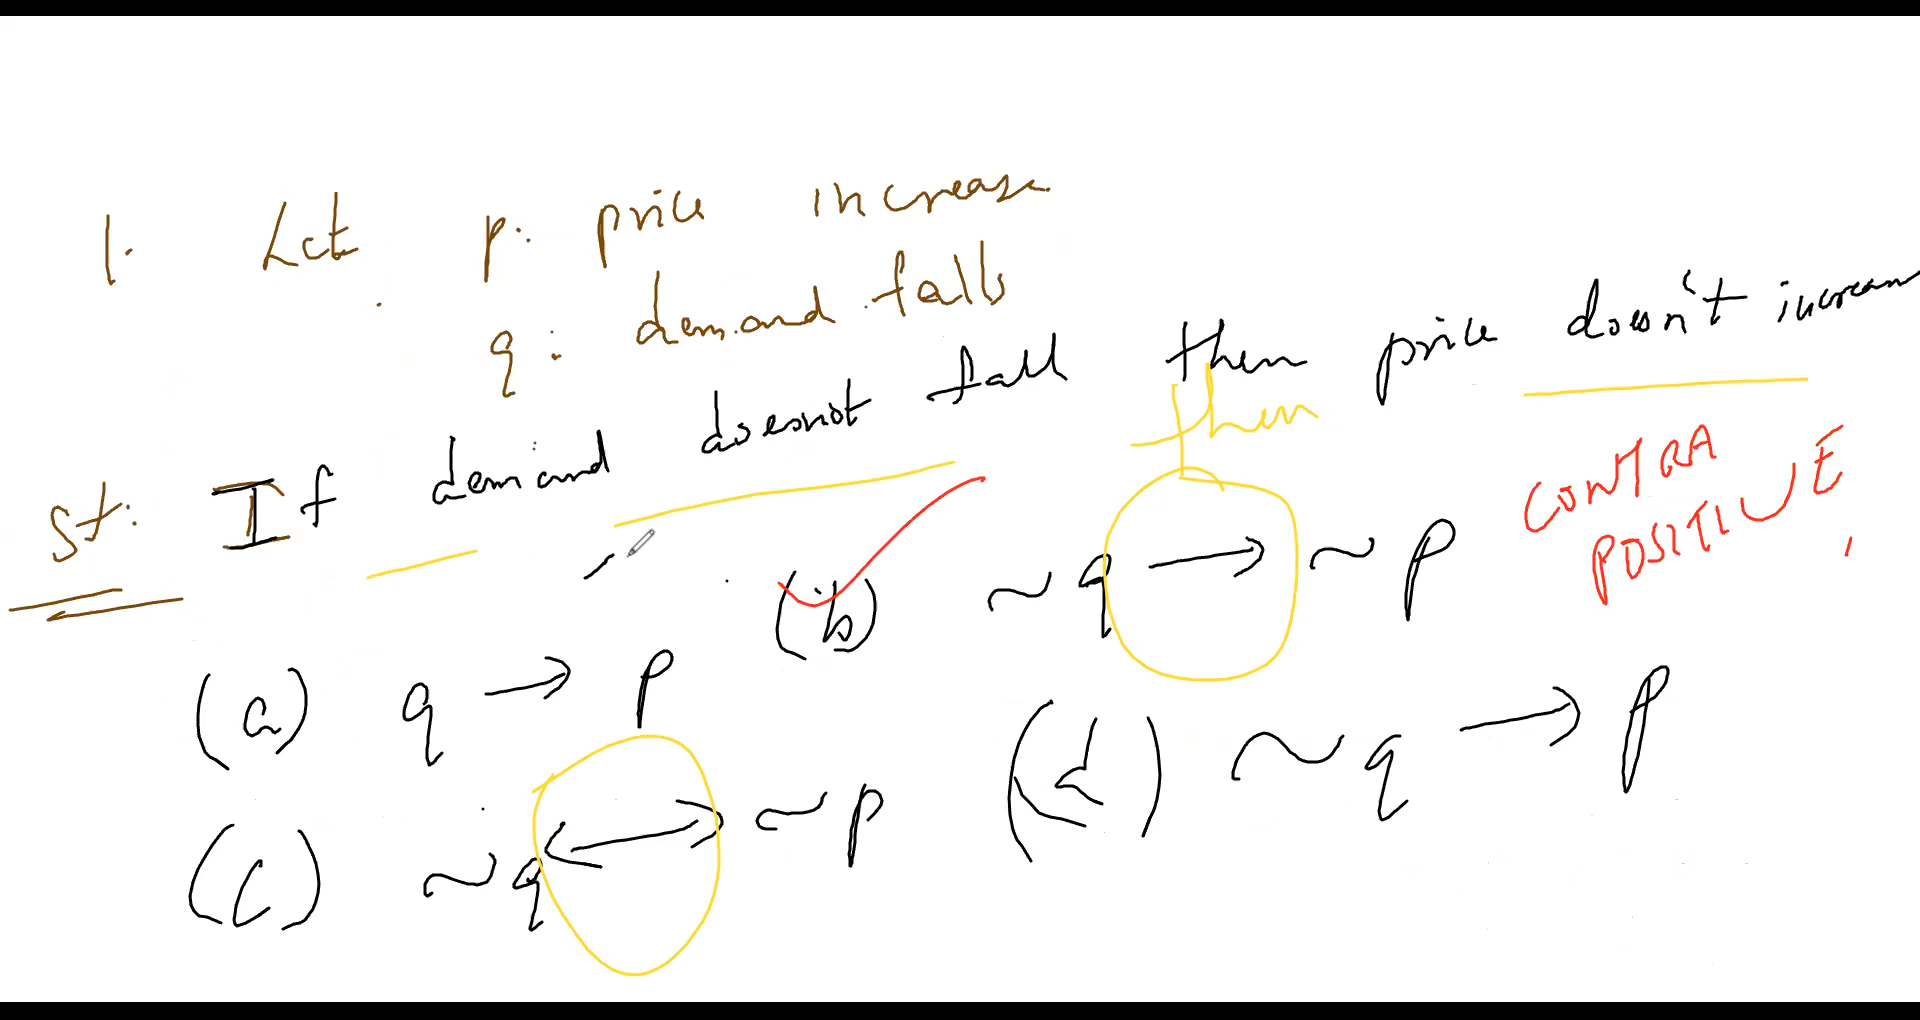 1. Let p: price increase
q: demand falls
St: If demand doesnot fall then price doesn't increase
then
CONTRA
POSITIVE
(a) q → p
(b) ~q → ~p
(c) ~q ↔ ~p
(d) ~q → p